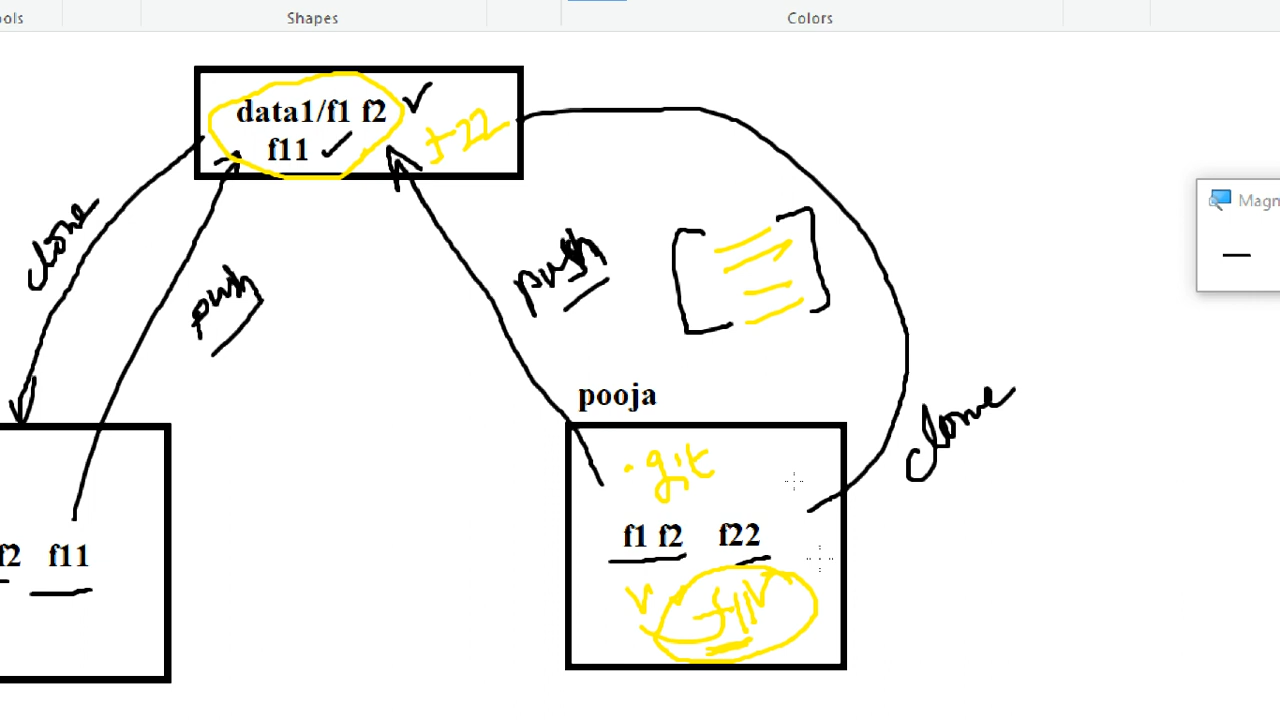 ools Shapes Colors
data1/f1 f2
f11
f22
clone
push
push
Magn
pooja
clone
.git
f1 f2 f22
f11
f2 f11